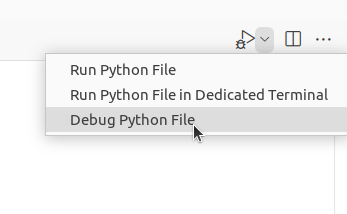 Run Python File
Run Python File in Dedicated Terminal
Debug Python File